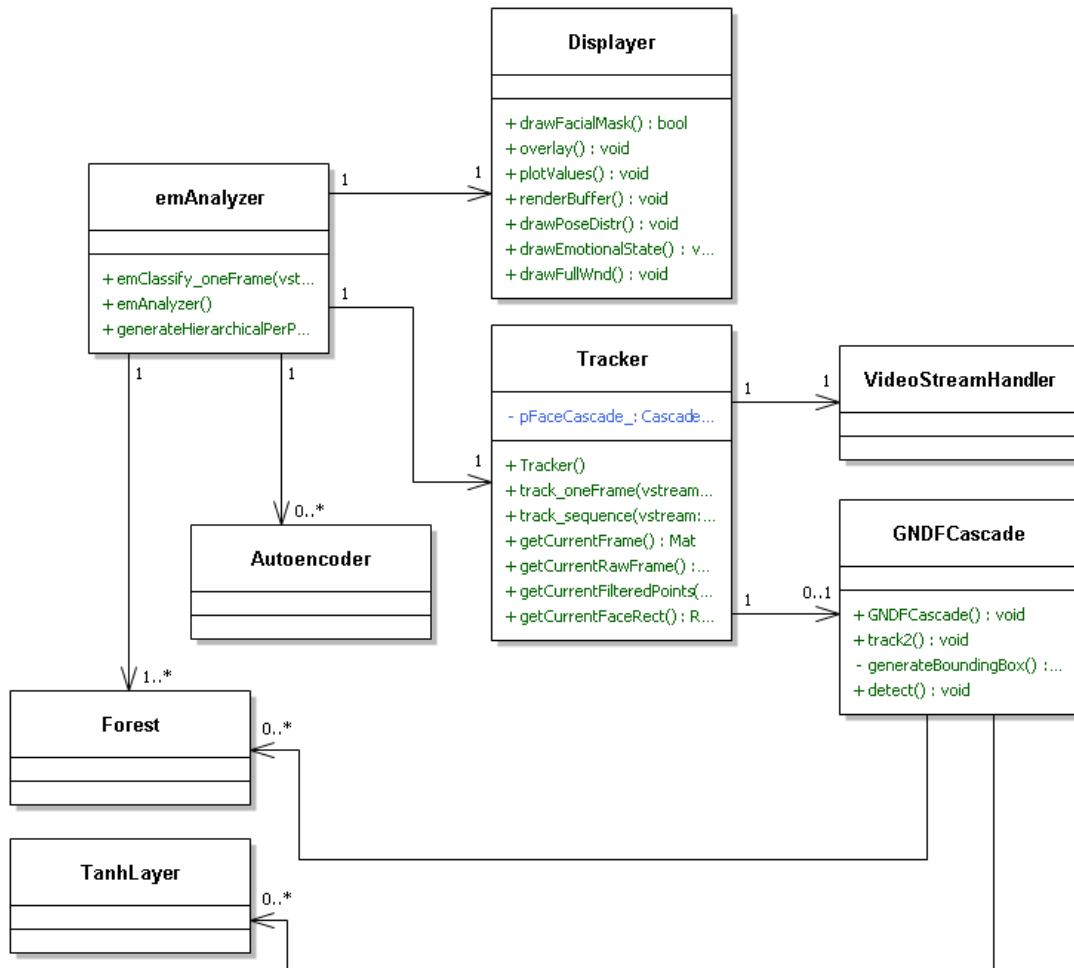 Displayer
+ drawFacialMask() : bool
+ overlay() : void
+ plotValues() : void
+ renderBuffer() : void
+ drawPoseDistr() : void
+ drawEmotionalState() : v...
+ drawFullWnd() : void
emAnalyzer
+ emClassify_oneFrame(vst...
+ emAnalyzer()
+ generateHierarchicalPerP...
1
1
1
1
1
1
Tracker
- pFaceCascade_: Cascade...
+ Tracker()
+ track_oneFrame(vstream...
+ track_sequence(vstream:...
+ getCurrentFrame() : Mat
+ getCurrentRawFrame() :...
+ getCurrentFilteredPoints(...
+ getCurrentFaceRect() : R...
1
1
VideoStreamHandler
1
0..1
GNDFCascade
+ GNDFCascade() : void
+ track2() : void
- generateBoundingBox() :...
+ detect() : void
0..*
Autoencoder
1..*
Forest
0..*
TanhLayer
0..*